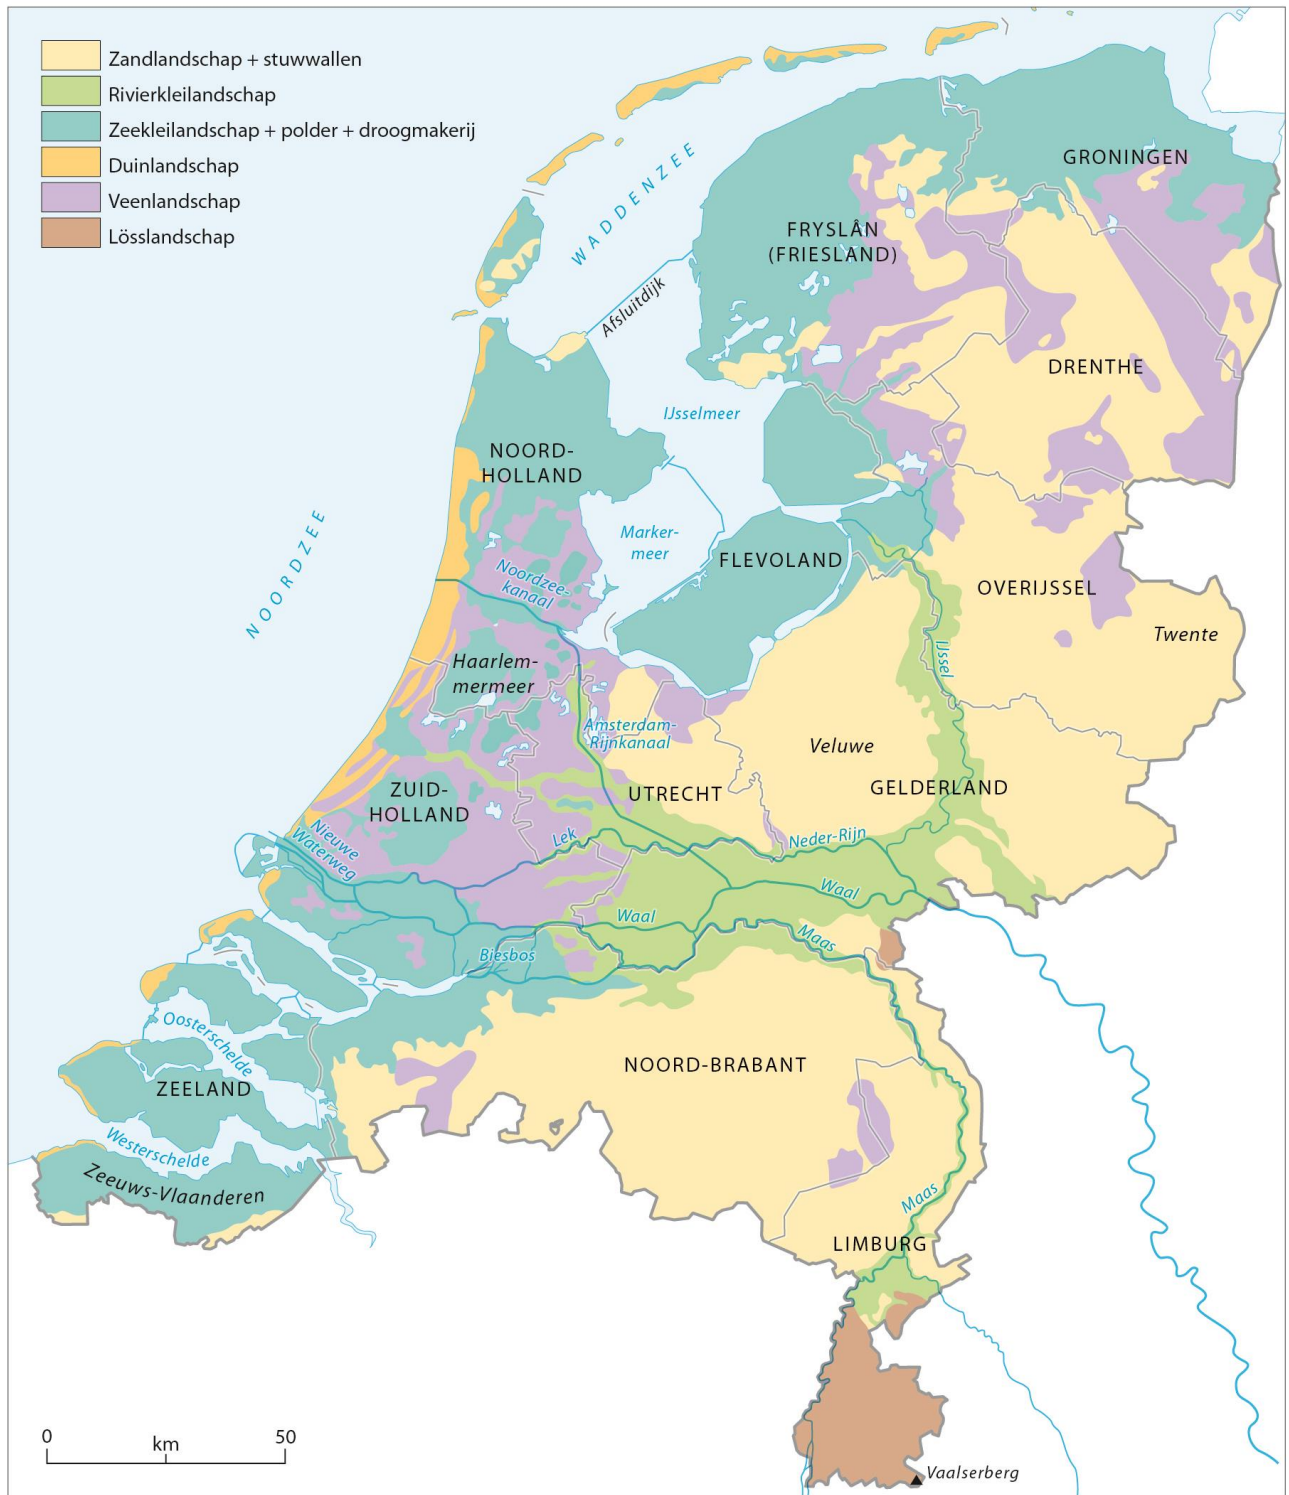 Zandlandschap + stuwwallen
Rivierkleilandschap
Zeekleilandschap + polder + droogmakerij
Duinlandschap
Veenlandschap
Lösslandschap
WADDENZEE
GRONINGEN
FRYSLÂN
(FRIESLAND)
Afsluitdijk
DRENTHE
IJsselmeer
NOORD-
HOLLAND
NOORDZEE
Marker-
meer
FLEVOLAND
Noordzee-
kanaal
OVERIJSSEL
Twente
IJssel
Haarlem-
mermeer
Amsterdam-
Rijnkanaal
Veluwe
ZUID-
HOLLAND
UTRECHT
GELDERLAND
Nieuwe
Waterweg
Lek
Neder-Rijn
Waal
Waal
Maas
Biesbos
Oosterschelde
ZEELAND
NOORD-BRABANT
Westerschelde
Zeeuws-Vlaanderen
Maas
LIMBURG
0
50
km
Vaalserberg